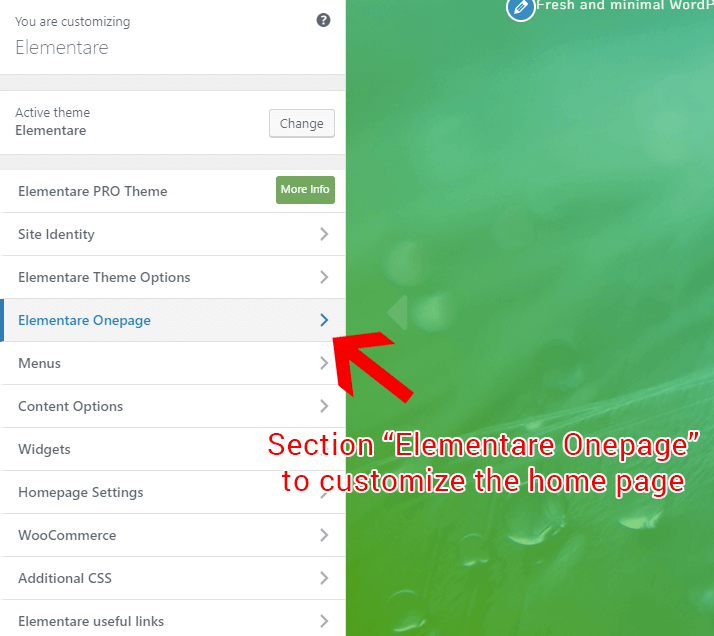 You are customizing
Elementare
Fresh and minimal WordP
Active theme
Elementare
Change
Elementare PRO Theme
More Info
Site Identity
Elementare Theme Options
Elementare Onepage
Menus
Content Options
Widgets
Section “Elementare Onepage”
to customize the home page
Homepage Settings
WooCommerce
Additional CSS
Elementare useful links